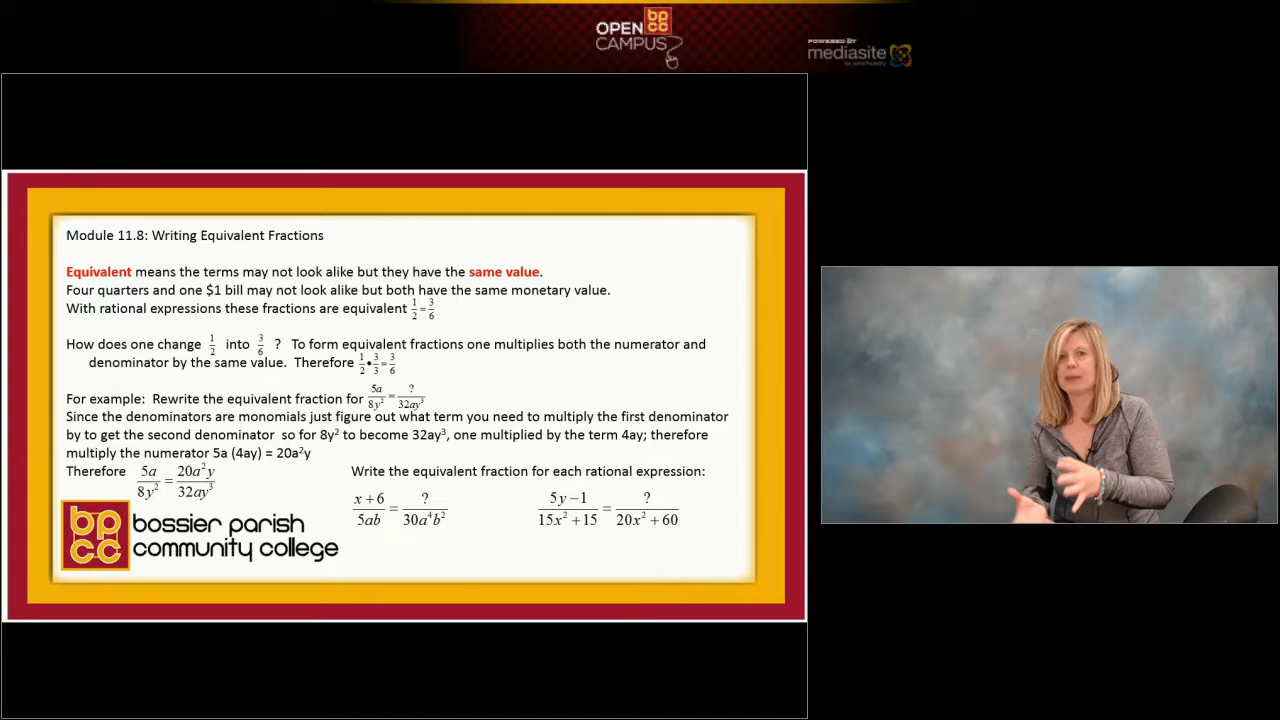 OPEN bp
CAMPUS cc
POWERED BY
mediasite
by sonicfoundry
Module 11.8: Writing Equivalent Fractions
Equivalent means the terms may not look alike but they have the same value.
Four quarters and one $1 bill may not look alike but both have the same monetary value.
With rational expressions these fractions are equivalent 1/2 = 3/6
How does one change 1/2 into 3/6 ? To form equivalent fractions one multiplies both the numerator and
denominator by the same value. Therefore 1/2 • 3/3 = 3/6
For example: Rewrite the equivalent fraction for 5a/8y² = ?/32ay³
Since the denominators are monomials just figure out what term you need to multiply the first denominator
by to get the second denominator so for 8y² to become 32ay³, one multiplied by the term 4ay; therefore
multiply the numerator 5a (4ay) = 20a²y
Therefore 5a/8y² = 20a²y/32ay³
Write the equivalent fraction for each rational expression:
x+6/5ab = ?/30a⁴b²
5y−1/15x²+15 = ?/20x²+60
bp
cc
bossier parish
community college